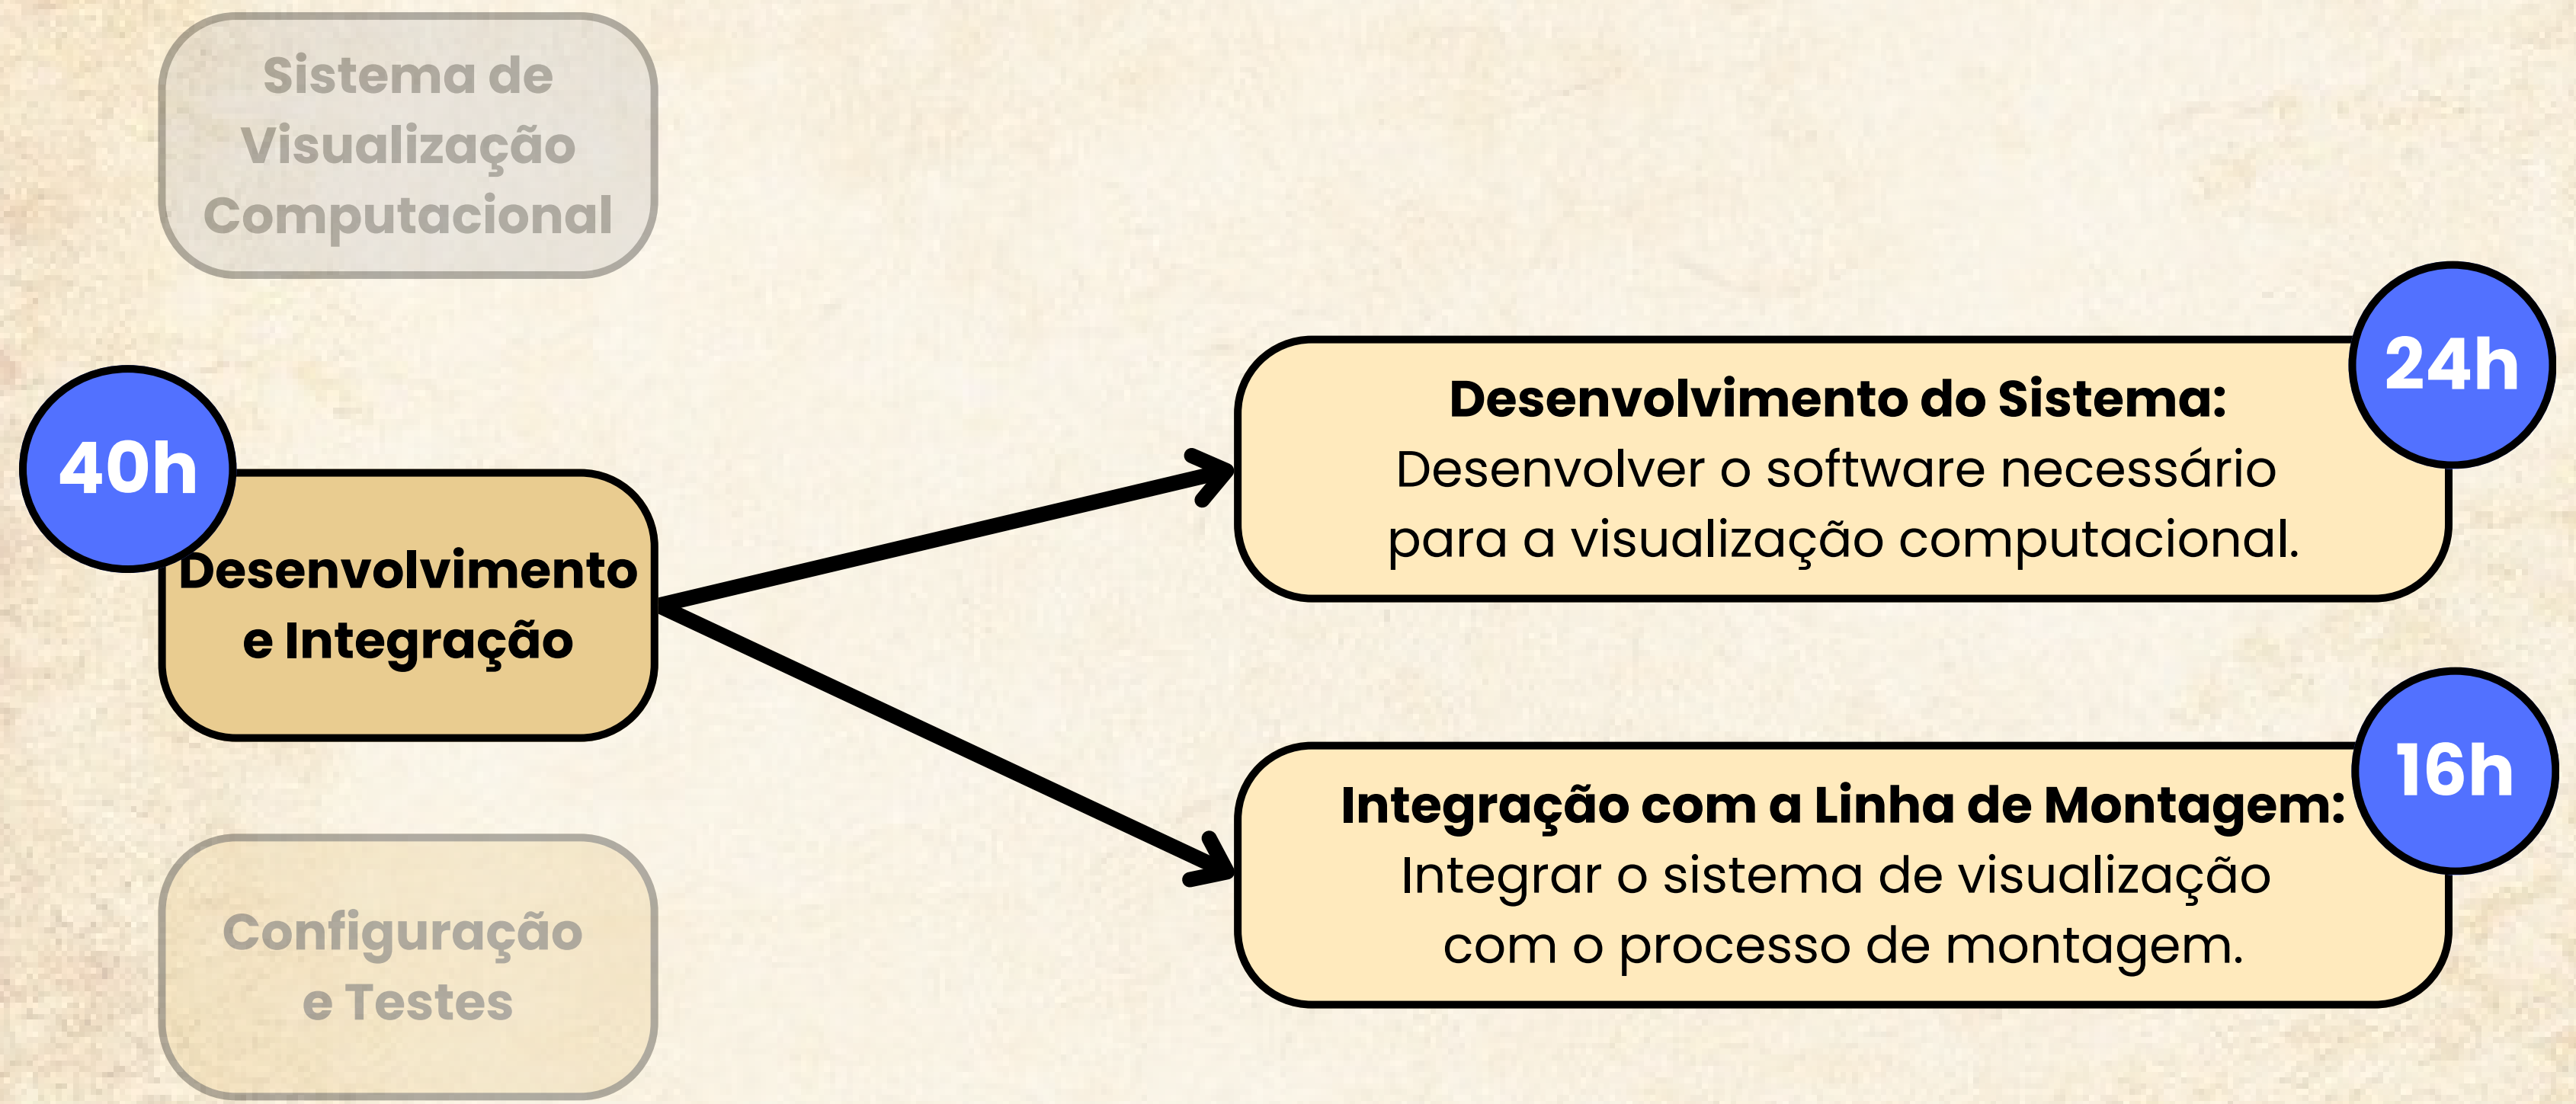 Sistema de
Visualização
Computacional
40h
Desenvolvimento
e Integração
24h
Desenvolvimento do Sistema:
Desenvolver o software necessário
para a visualização computacional.
16h
Integração com a Linha de Montagem:
Integrar o sistema de visualização
com o processo de montagem.
Configuração
e Testes